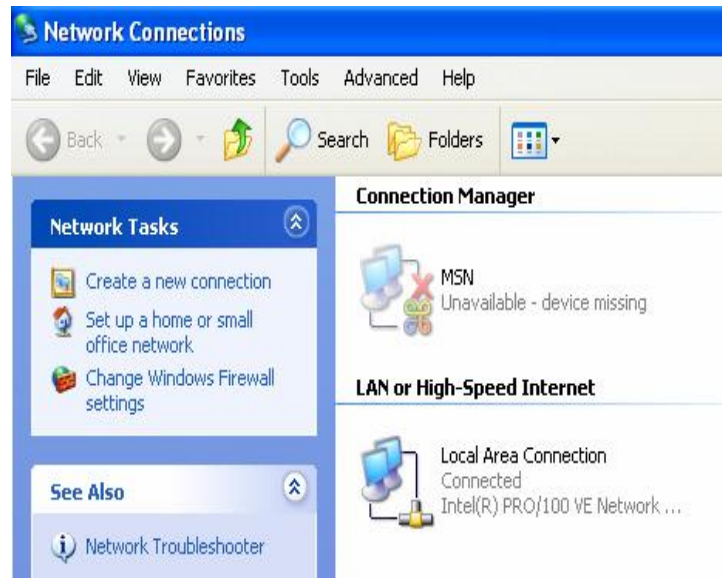 Network Connections
File Edit View Favorites Tools Advanced Help
Back Search Folders
Network Tasks
Create a new connection
Set up a home or small
office network
Change Windows Firewall
settings
See Also
Network Troubleshooter
Connection Manager
MSN
Unavailable - device missing
LAN or High-Speed Internet
Local Area Connection
Connected
Intel(R) PRO/100 VE Network ...